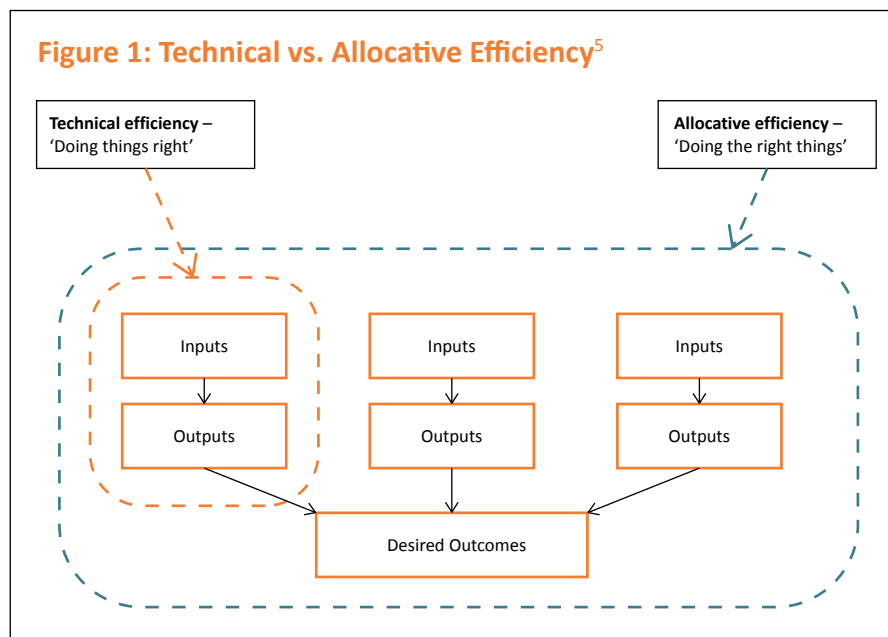 Figure 1: Technical vs. Allocative Efficiency5
Technical efficiency –
'Doing things right'
Allocative efficiency –
'Doing the right things'
Inputs
Inputs
Inputs
Outputs
Outputs
Outputs
Desired Outcomes